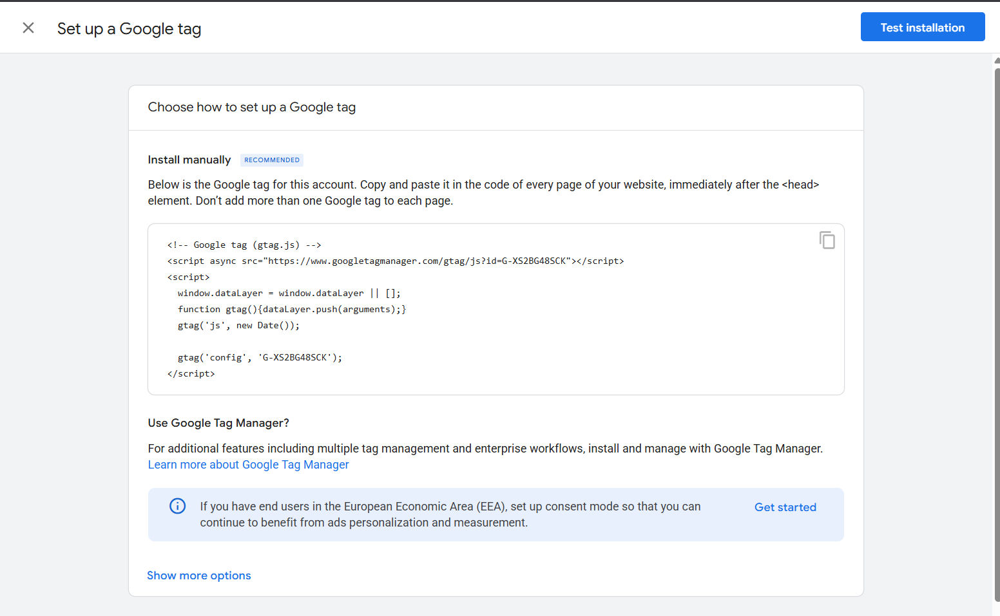 Set up a Google tag
Test installation
Choose how to set up a Google tag
Install manually RECOMMENDED
Below is the Google tag for this account. Copy and paste it in the code of every page of your website, immediately after the <head>
element. Don’t add more than one Google tag to each page.
<!-- Google tag (gtag.js) -->
<script async src="https://www.googletagmanager.com/gtag/js?id=G-XS2BG48SCK"></script>
<script>
  window.dataLayer = window.dataLayer || [];
  function gtag(){dataLayer.push(arguments);}
  gtag('js', new Date());
  gtag('config', 'G-XS2BG48SCK');
</script>
Use Google Tag Manager?
For additional features including multiple tag management and enterprise workflows, install and manage with Google Tag Manager.
Learn more about Google Tag Manager
If you have end users in the European Economic Area (EEA), set up consent mode so that you can
continue to benefit from ads personalization and measurement.
Get started
Show more options